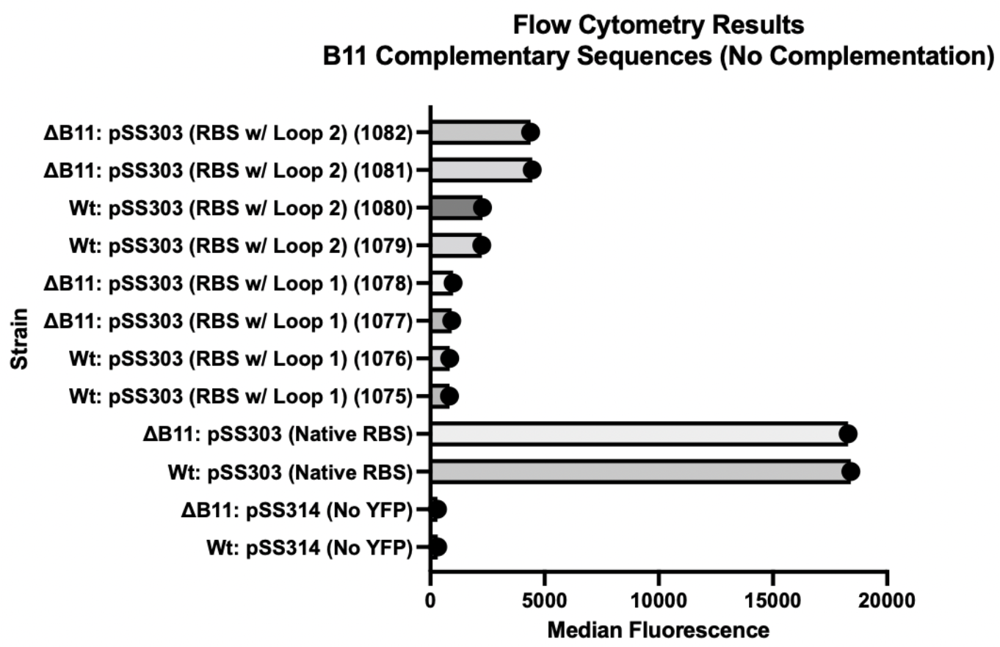 Flow Cytometry Results
B11 Complementary Sequences (No Complementation)
Strain
ΔB11: pSS303 (RBS w/ Loop 2) (1082)
ΔB11: pSS303 (RBS w/ Loop 2) (1081)
Wt: pSS303 (RBS w/ Loop 2) (1080)
Wt: pSS303 (RBS w/ Loop 2) (1079)
ΔB11: pSS303 (RBS w/ Loop 1) (1078)
ΔB11: pSS303 (RBS w/ Loop 1) (1077)
Wt: pSS303 (RBS w/ Loop 1) (1076)
Wt: pSS303 (RBS w/ Loop 1) (1075)
ΔB11: pSS303 (Native RBS)
Wt: pSS303 (Native RBS)
ΔB11: pSS314 (No YFP)
Wt: pSS314 (No YFP)
0 5000 10000 15000 20000
Median Fluorescence